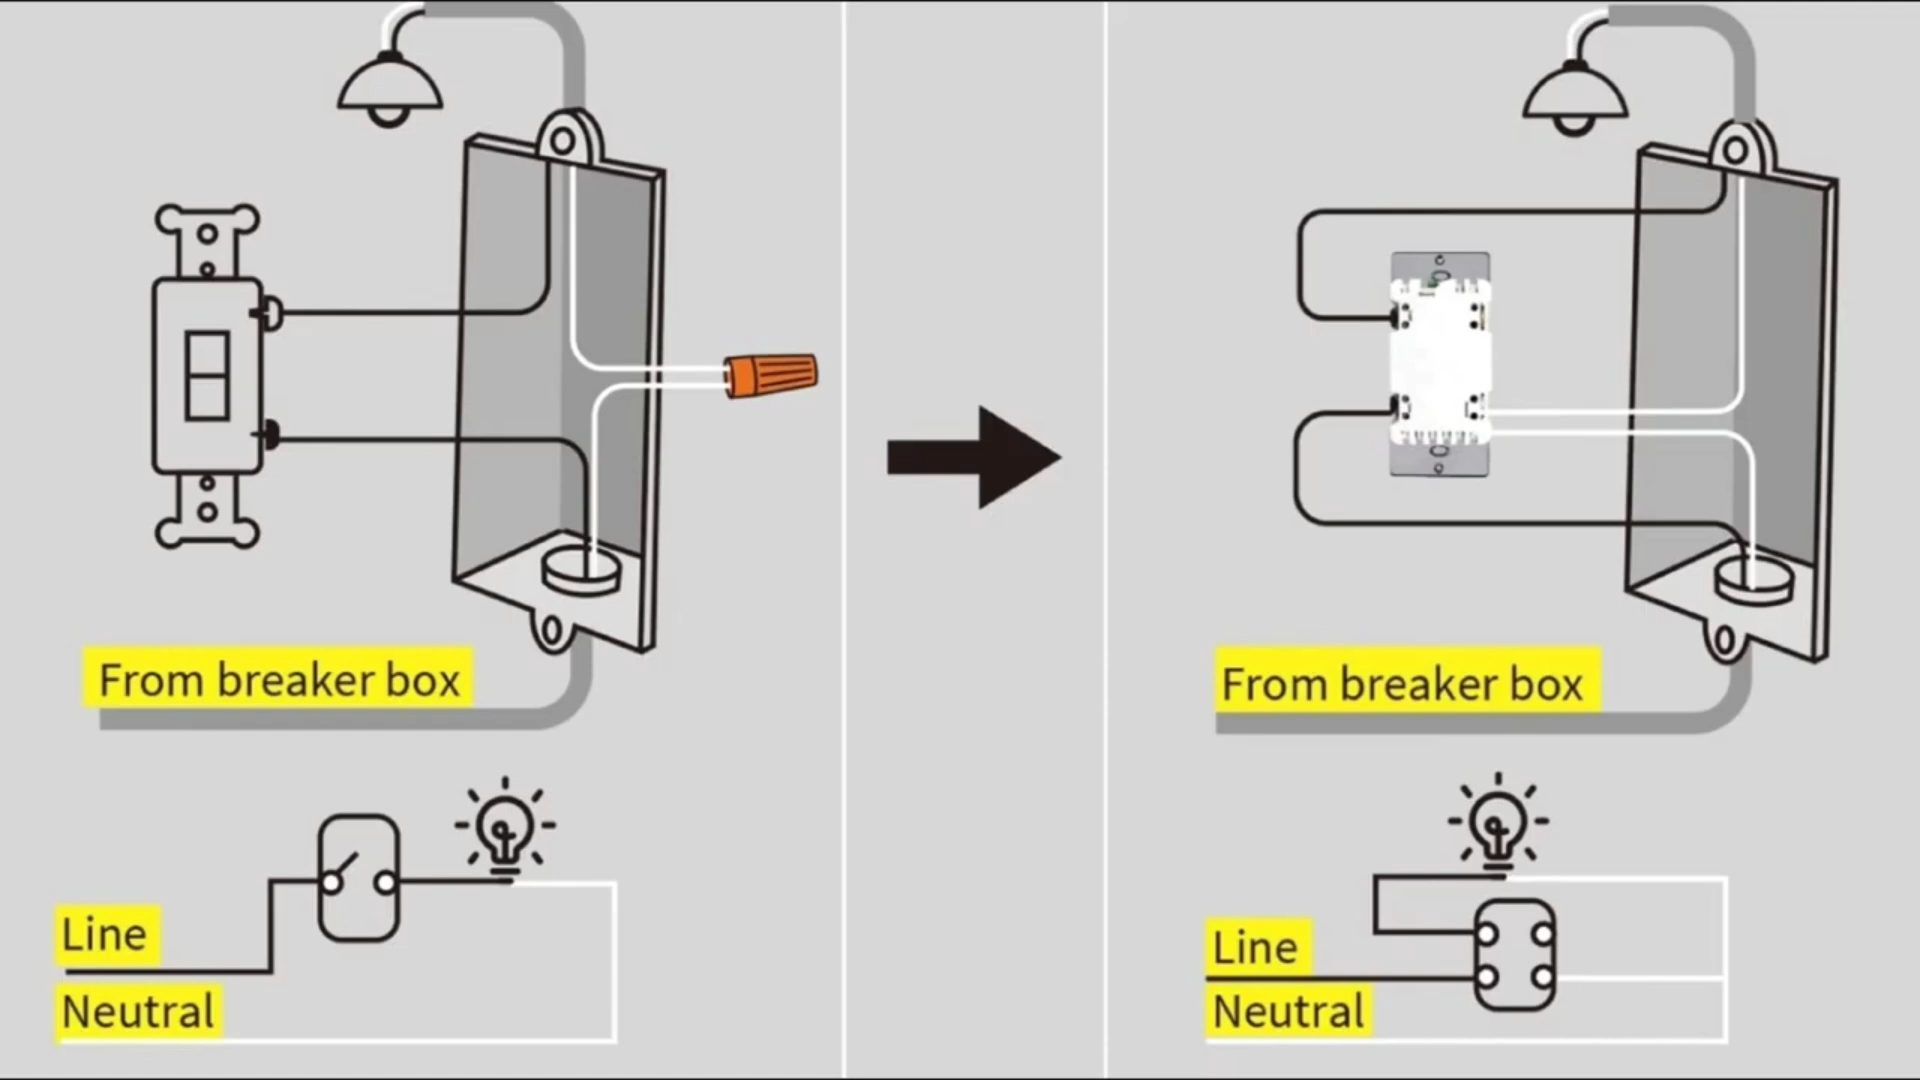 From breaker box
Line
Neutral
From breaker box
Line
Neutral